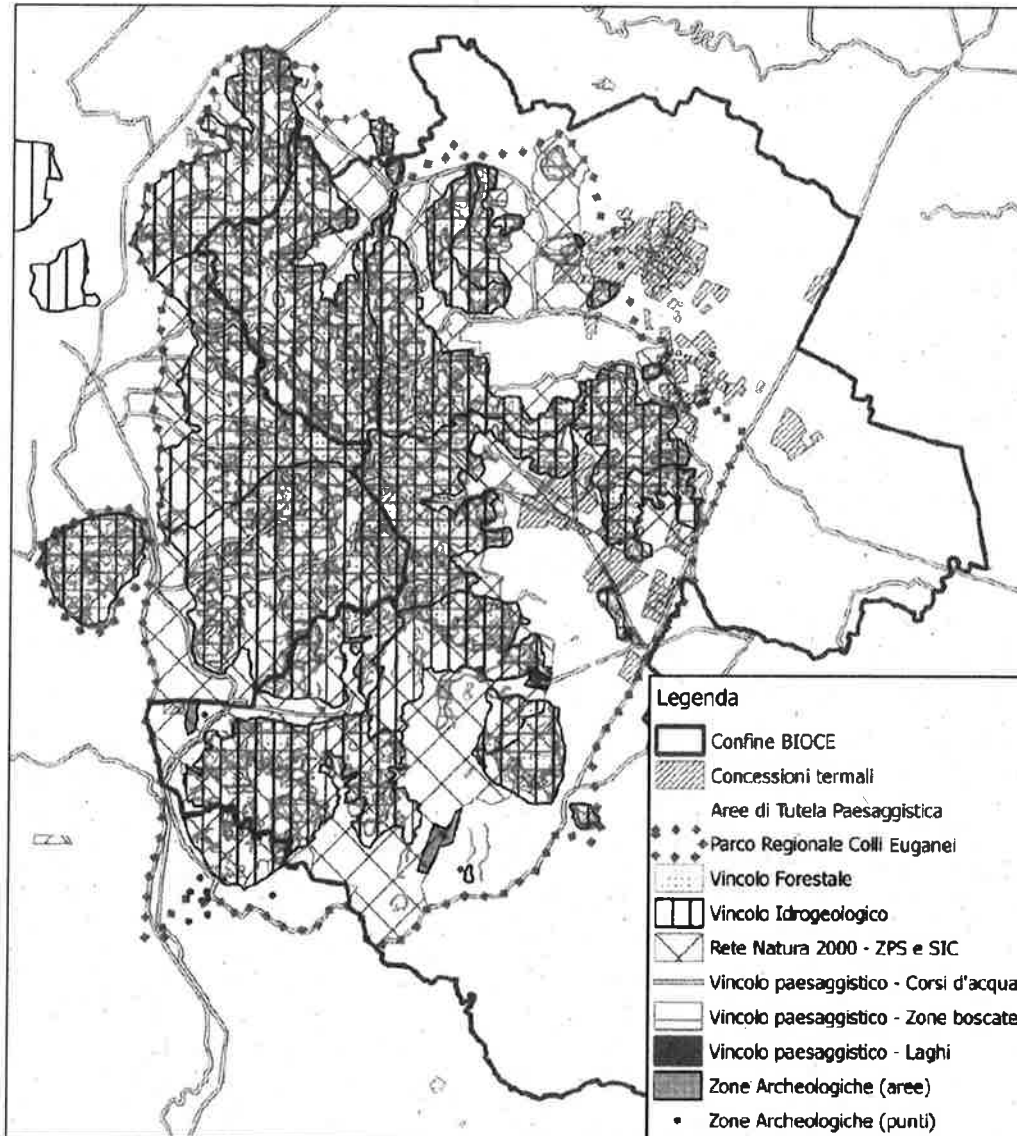 Legenda
Confine BIOCE
Concessioni termali
Aree di Tutela Paesaggistica
Parco Regionale Colli Euganei
Vincolo Forestale
Vincolo Idrogeologico
Rete Natura 2000 - ZPS e SIC
Vincolo paesaggistico - Corsi d'acqua
Vincolo paesaggistico - Zone boscate
Vincolo paesaggistico - Laghi
Zone Archeologiche (aree)
Zone Archeologiche (punti)